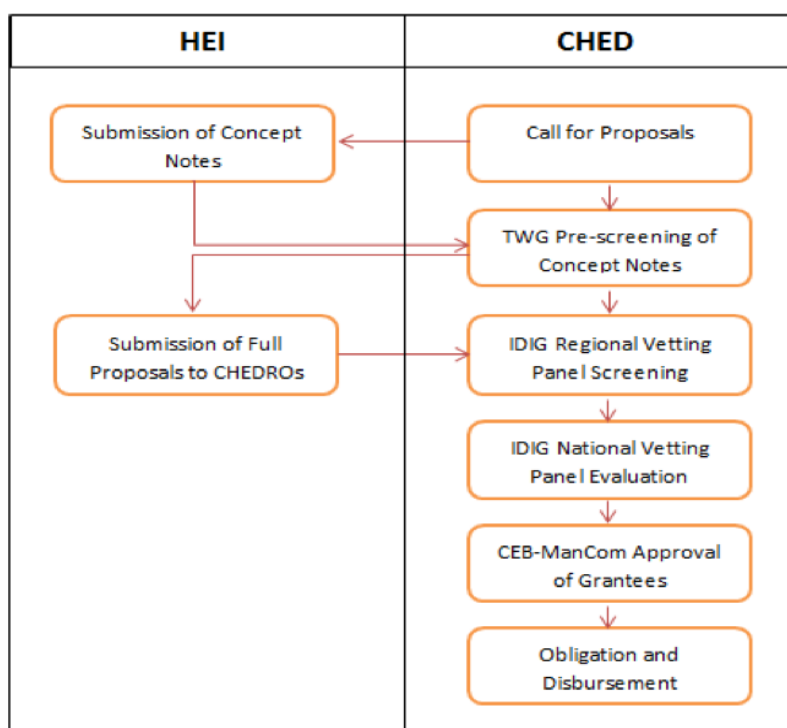 HEI
CHED
Submission of Concept
Notes
Call for Proposals
TWG Pre-screening of
Concept Notes
Submission of Full
Proposals to CHEDROs
IDIG Regional Vetting
Panel Screening
IDIG National Vetting
Panel Evaluation
CEB-ManCom Approval
of Grantees
Obligation and
Disbursement